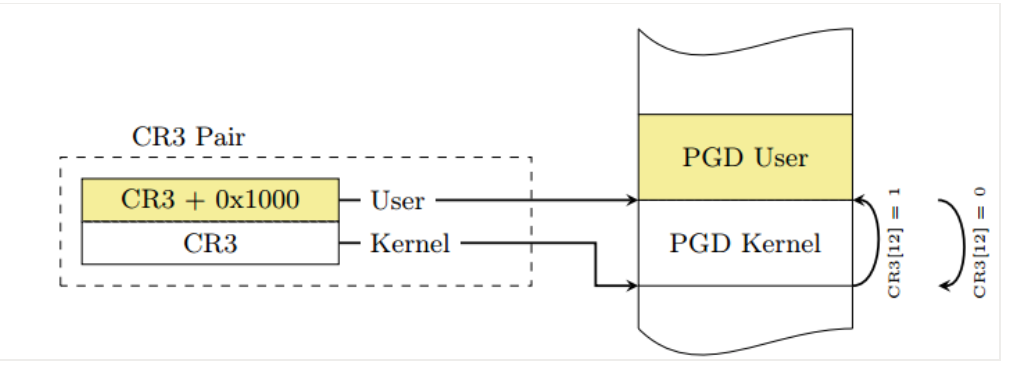 CR3 Pair
CR3 + 0x1000
User
CR3
Kernel
PGD User
PGD Kernel
CR3[12] = 1
CR3[12] = 0